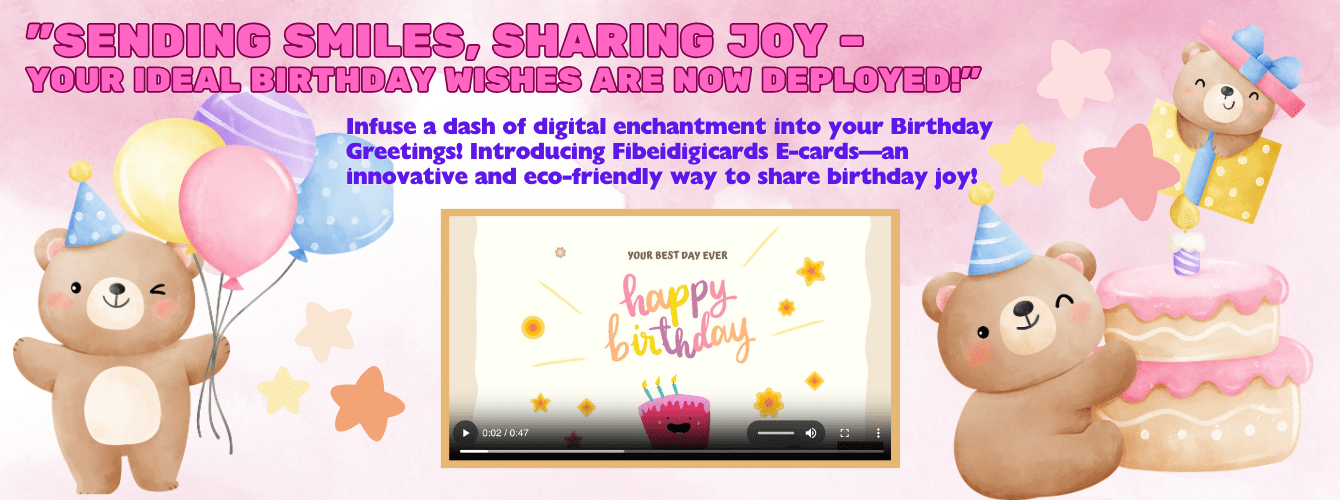 "SENDING SMILES, SHARING JOY –
YOUR IDEAL BIRTHDAY WISHES ARE NOW DEPLOYED!"
Infuse a dash of digital enchantment into your Birthday
Greetings! Introducing Fibeidigicards E-cards—an
innovative and eco-friendly way to share birthday joy!
YOUR BEST DAY EVER
happy
birthday
0:02 / 0:47